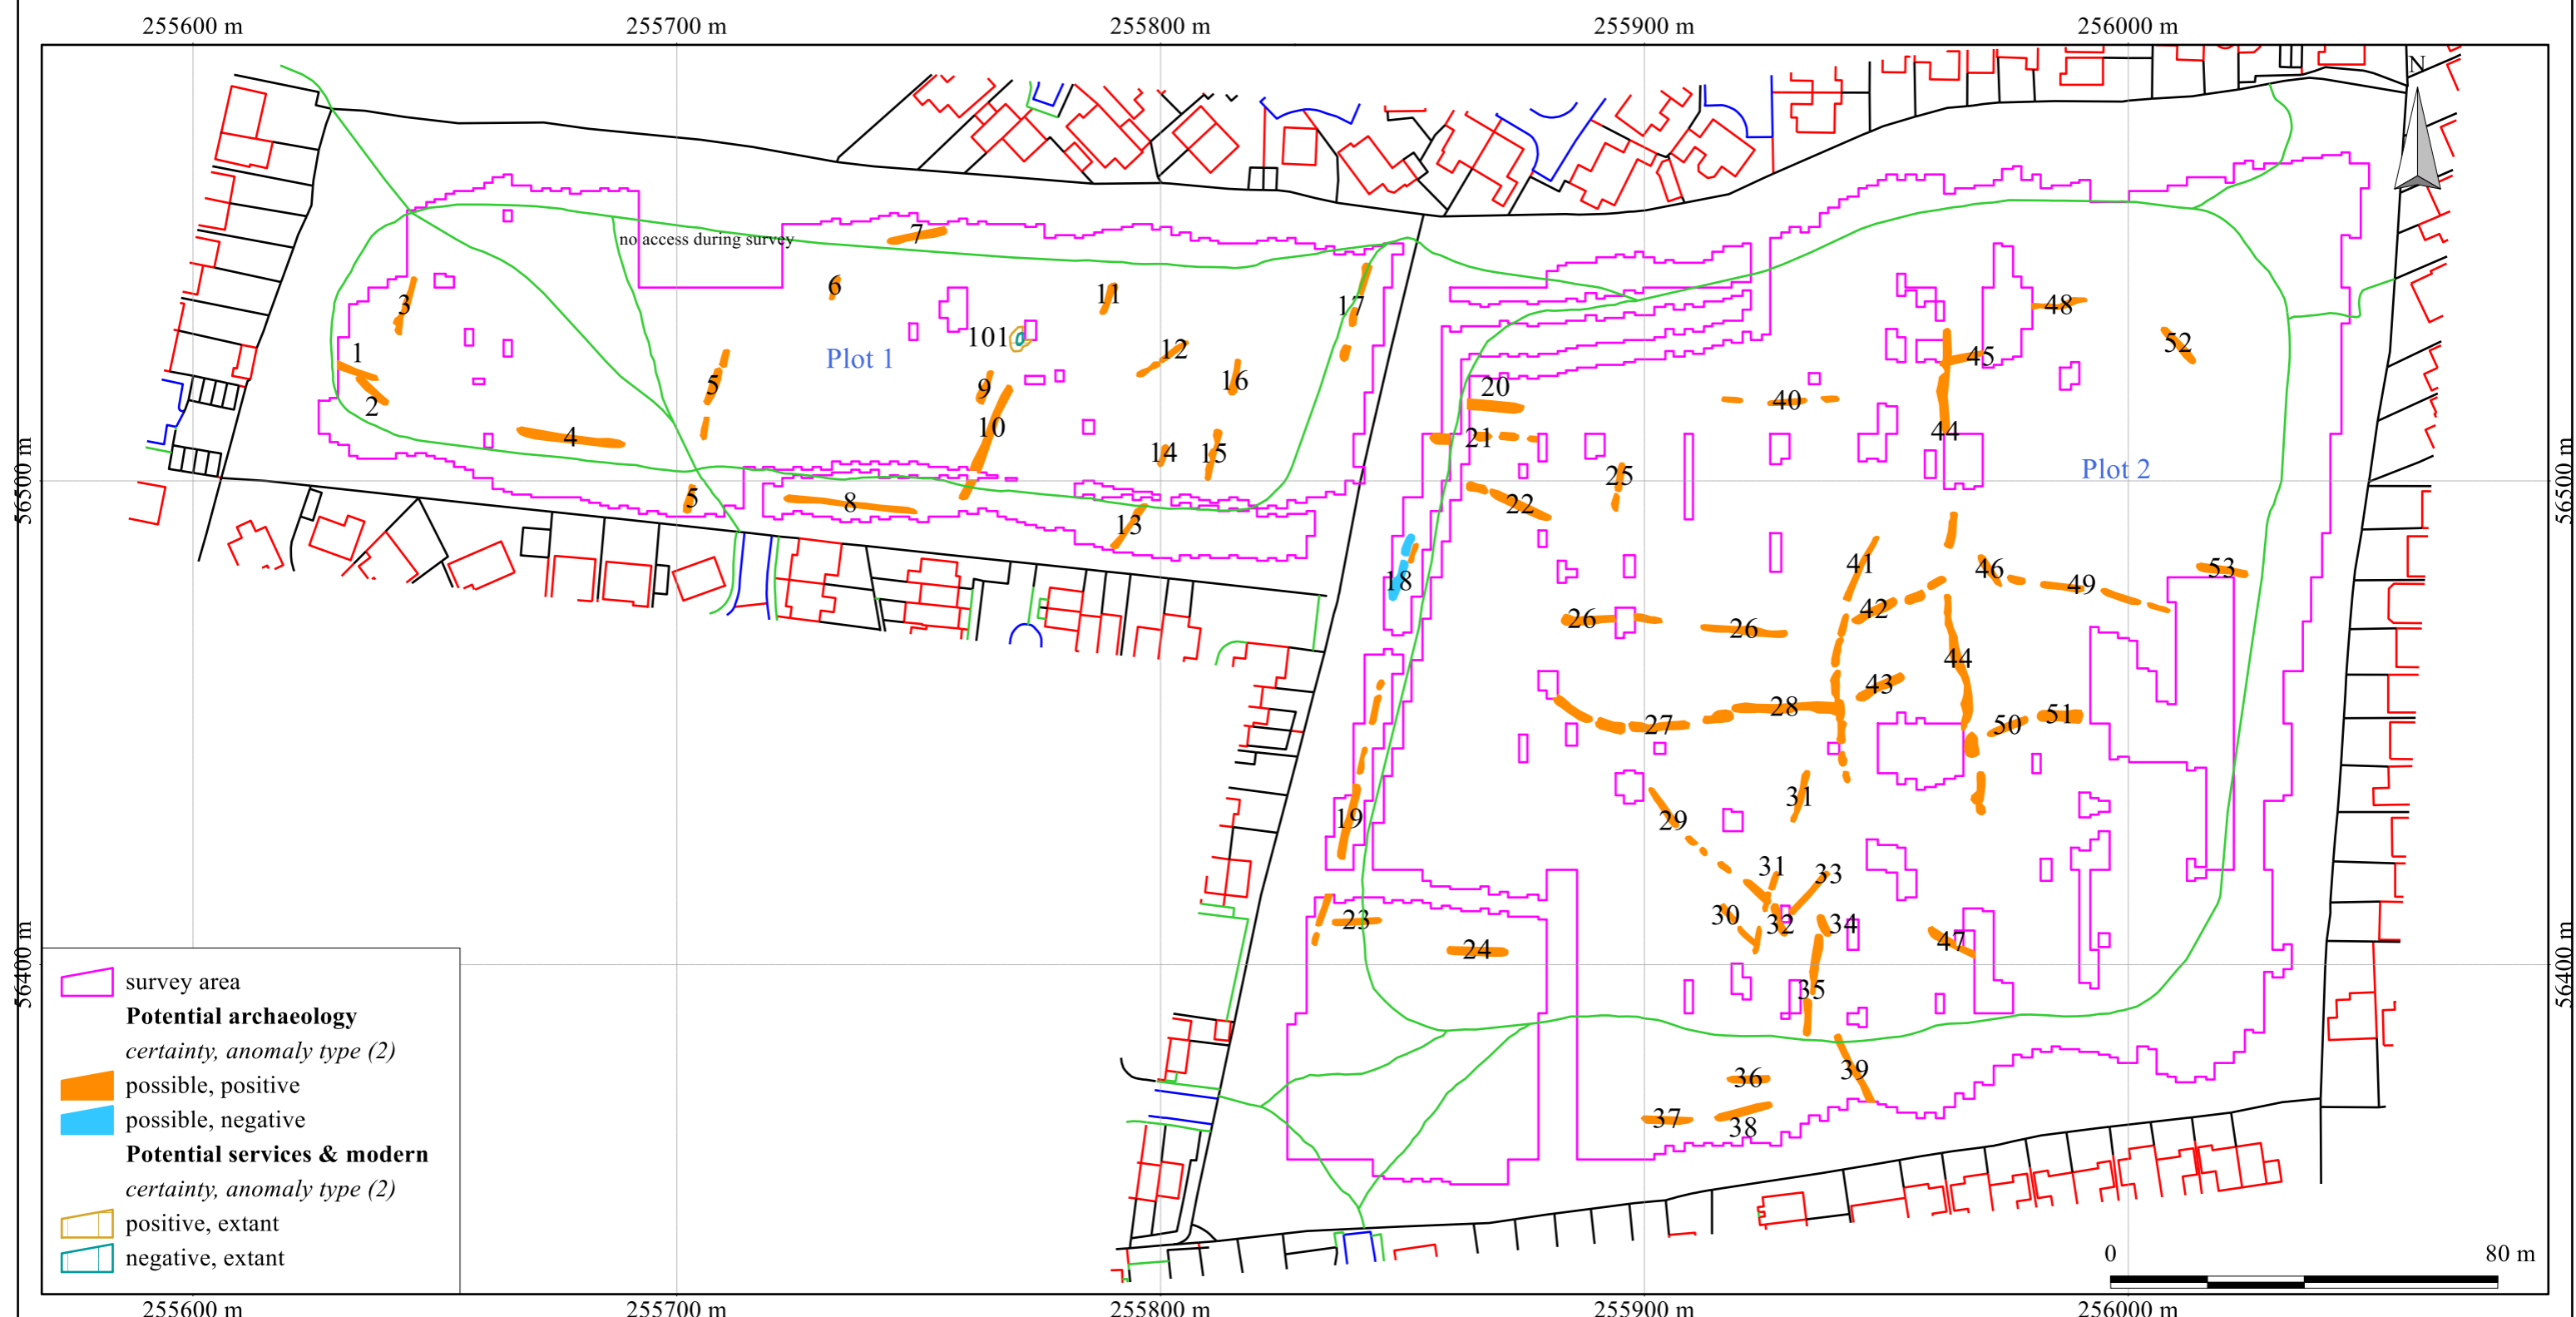 255600 m 255700 m 255800 m 255900 m 256000 m
N
7
no access during survey
6
11
17
48
3
101
Plot 1
12
45
52
1
9
16
5
2
20
40
10
4
14
15
21
44
Plot 2
56500 m
56500 m
5
8
25
22
13
18
41
46
53
49
42
26
26
44
43
28
27
50
51
31
19
29
31
33
30
32
34
23
24
47
35
39
36
37
38
56400 m
56400 m
survey area
Potential archaeology
certainty, anomaly type (2)
possible, positive
possible, negative
Potential services & modern
certainty, anomaly type (2)
positive, extant
negative, extant
0 80 m
255600 m 255700 m 255800 m 255900 m 256000 m